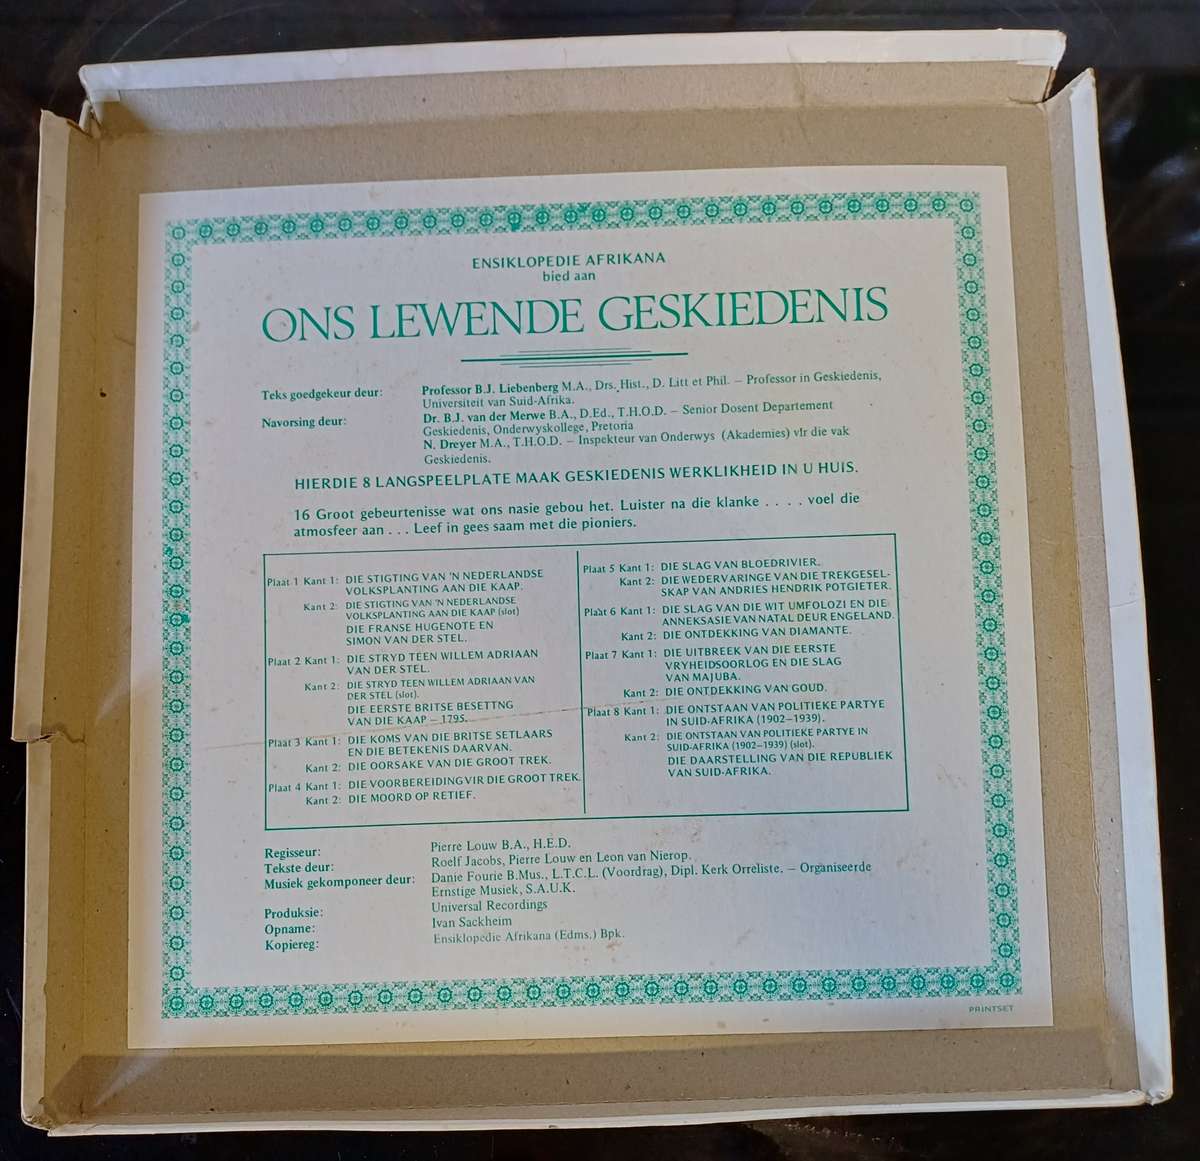 ENSIKLOPEDIE AFRIKANA
bied aan
ONS LEWENDE GESKIEDENIS
Teks goedgekeur deur: Professor B.J. Liebenberg M.A., Drs. Hist., D. Litt et Phil. – Professor in Geskiedenis,
Universiteit van Suid-Afrika.
Navorsing deur: Dr. B.J. van der Merwe B.A., D.Ed., T.H.O.D. – Senior Dosent Departement
Geskiedenis, Onderwyskollege, Pretoria
N. Dreyer M.A., T.H.O.D. – Inspekteur van Onderwys (Akademies) vIr die vak
Geskiedenis.
HIERDIE 8 LANGSPEELPLATE MAAK GESKIEDENIS WERKLIKHEID IN U HUIS.
16 Groot gebeurtenisse wat ons nasie gebou het. Luister na die klanke . . . . voel die
atmosfeer aan . . . Leef in gees saam met die pioniers.
Plaat 1 Kant 1: DIE STIGTING VAN 'N NEDERLANDSE
VOLKSPLANTING AAN DIE KAAP.
Kant 2: DIE STIGTING VAN 'N NEDERLANDSE
VOLKSPLANTING AAN DIE KAAP (slot)
DIE FRANSE HUGENOTE EN
SIMON VAN DER STEL.
Plaat 2 Kant 1: DIE STRYD TEEN WILLEM ADRIAAN
VAN DER STEL.
Kant 2: DIE STRYD TEEN WILLEM ADRIAAN VAN
DER STEL (slot).
DIE EERSTE BRITSE BESETTNG
VAN DIE KAAP – 1795.
Plaat 3 Kant 1: DIE KOMS VAN DIE BRITSE SETLAARS
EN DIE BETEKENIS DAARVAN.
Kant 2: DIE OORSAKE VAN DIE GROOT TREK.
Plaat 4 Kant 1: DIE VOORBEREIDING VIR DIE GROOT TREK.
Kant 2: DIE MOORD OP RETIEF.
Plaat 5 Kant 1: DIE SLAG VAN BLOEDRIVIER.
Kant 2: DIE WEDERVARINGE VAN DIE TREKGESEL-
SKAP VAN ANDRIES HENDRIK POTGIETER.
Plaat 6 Kant 1: DIE SLAG VAN DIE WIT UMFOLOZI EN DIE
ANNEKSASIE VAN NATAL DEUR ENGELAND.
Kant 2: DIE ONTDEKKING VAN DIAMANTE.
Plaat 7 Kant 1: DIE UITBREEK VAN DIE EERSTE
VRYHEIDSOORLOG EN DIE SLAG
VAN MAJUBA.
Kant 2: DIE ONTDEKKING VAN GOUD.
Plaat 8 Kant 1: DIE ONTSTAAN VAN POLITIEKE PARTYE
IN SUID-AFRIKA (1902–1939).
Kant 2: DIE ONTSTAAN VAN POLITIEKE PARTYE IN
SUID-AFRIKA (1902–1939) (slot).
DIE DAARSTELLING VAN DIE REPUBLIEK
VAN SUID-AFRIKA.
Regisseur: Pierre Louw B.A., H.E.D.
Tekste deur: Roelf Jacobs, Pierre Louw en Leon van Nierop.
Musiek gekomponeer deur: Danie Fourie B.Mus., L.T.C.L. (Voordrag), Dipl. Kerk Orreliste. – Organiseerde
Ernstige Musiek, S.A.U.K.
Produksie: Universal Recordings
Opname: Ivan Sackheim
Kopiereg: Ensiklopedie Afrikana (Edms.) Bpk.
PRINTSET